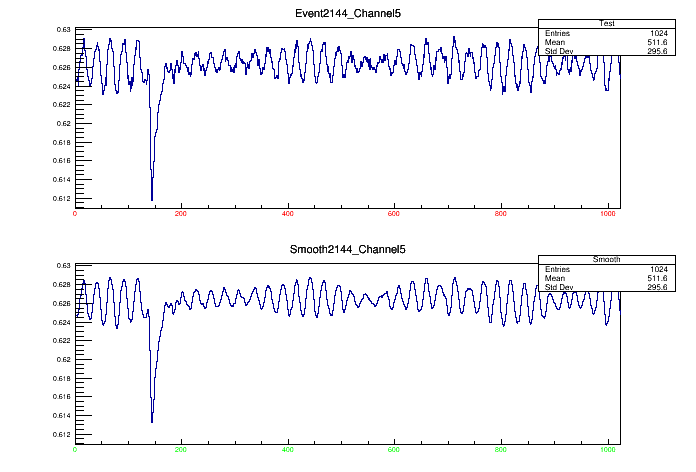 Event2144_Channel5
Test
Entries 1024
Mean 511.6
Std Dev 295.6
0.63
0.628
0.626
0.624
0.622
0.62
0.618
0.616
0.614
0.612
0 200 400 600 800 1000
Smooth2144_Channel5
Smooth
Entries 1024
Mean 511.6
Std Dev 295.6
0.63
0.628
0.626
0.624
0.622
0.62
0.618
0.616
0.614
0.612
0 200 400 600 800 1000